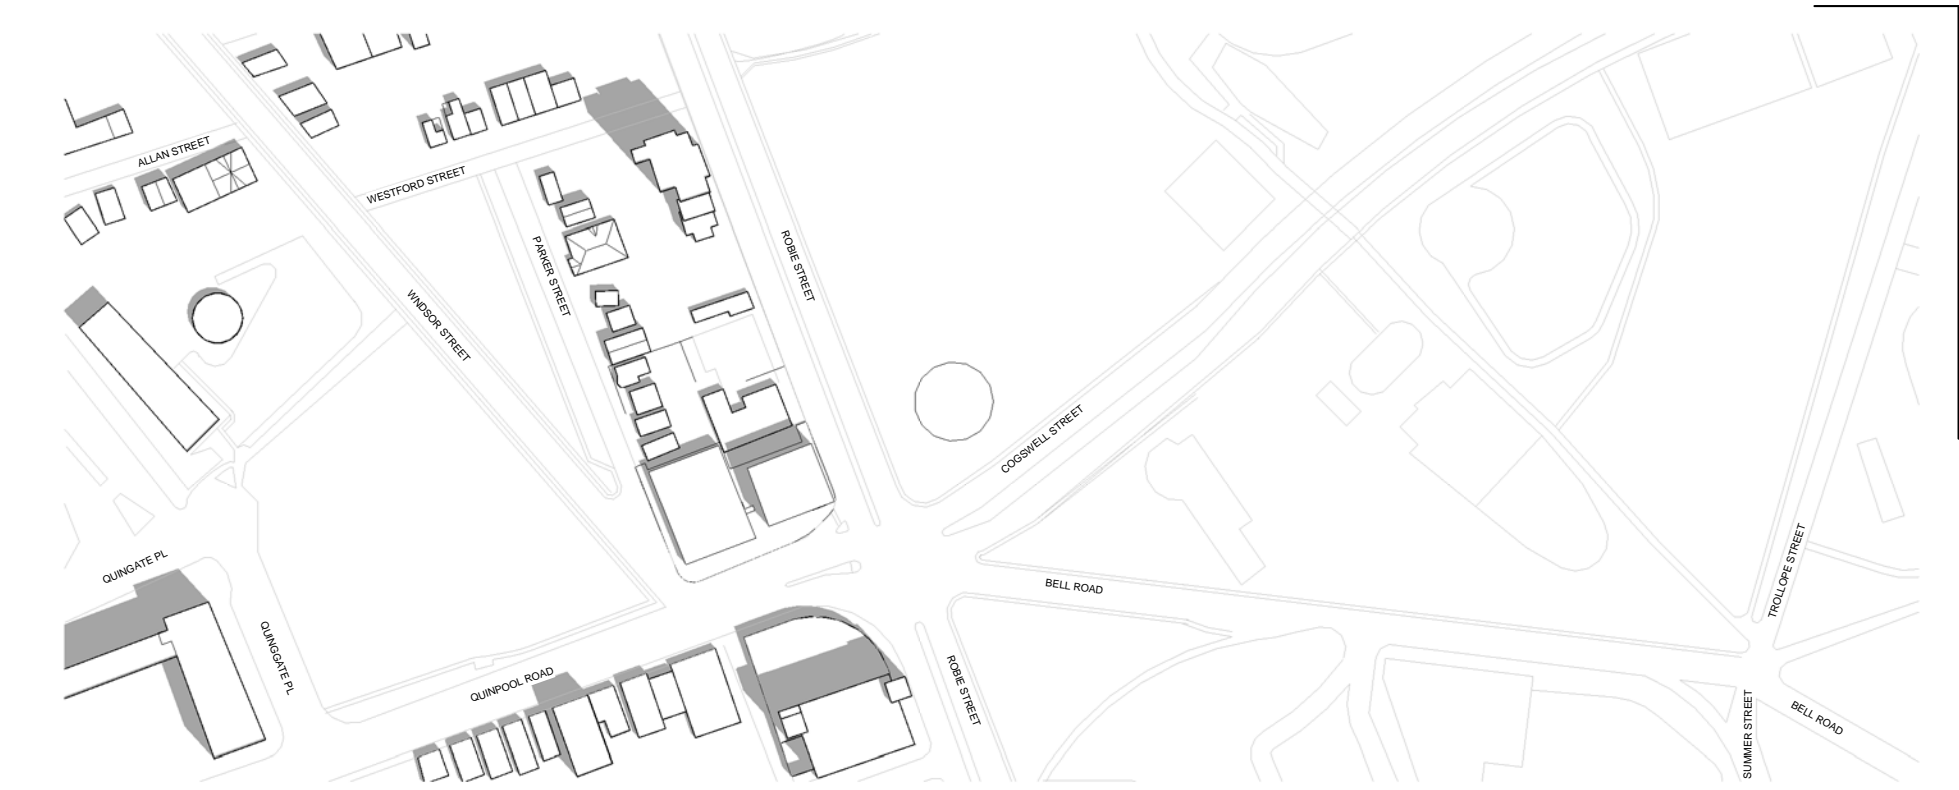 ALLAN STREET
WESTFORD STREET
PARKER STREET
ROBIE STREET
WNDSOR STREET
COGSWELL STREET
QUINGATE PL
BELL ROAD
TROLLOPE STREET
QUINGGATE PL
QUINPOOL ROAD
ROBIE STREET
SUMMER STREET
BELL ROAD